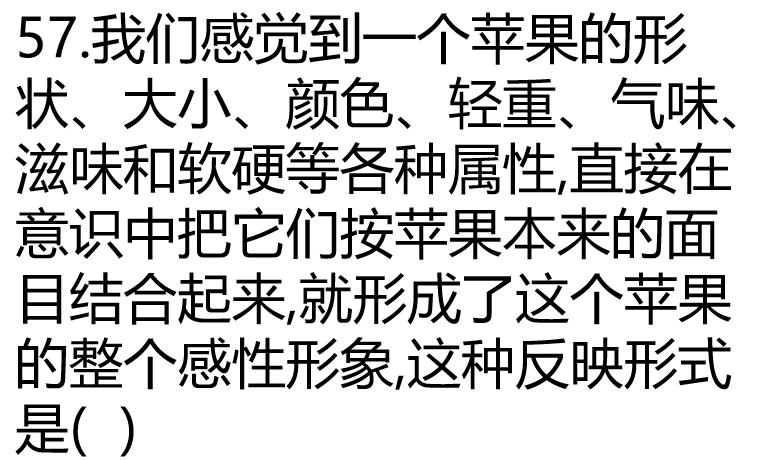 57.我们感觉到一个苹果的形
状、大小、颜色、轻重、气味、
滋味和软硬等各种属性,直接在
意识中把它们按苹果本来的面
目结合起来,就形成了这个苹果
的整个感性形象,这种反映形式
是( )